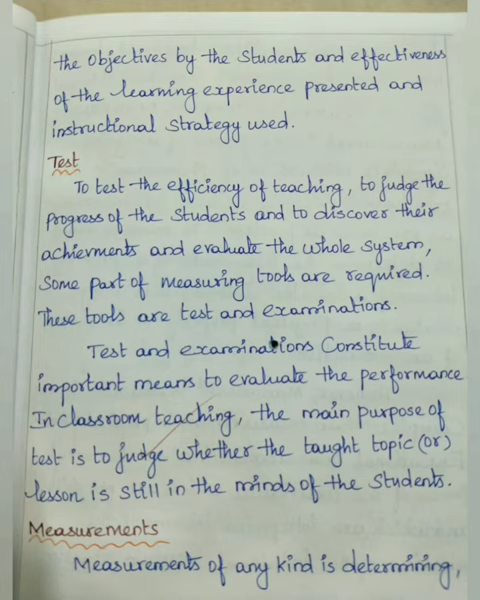 the objectives by the students and effectiveness
of the learning experience presented and
instructional strategy used.
Test
To test the efficiency of teaching, to judge the
progress of the students and to discover their
achievments and evaluate the whole system,
Some part of measuring tools are required.
These tools are test and examinations.
Test and examinations Constitute
important means to evaluate the performance
In classroom teaching, the main purpose of
test is to judge whether the taught topic (or)
lesson is still in the minds of the students.
Measurements
Measurements of any kind is determining,